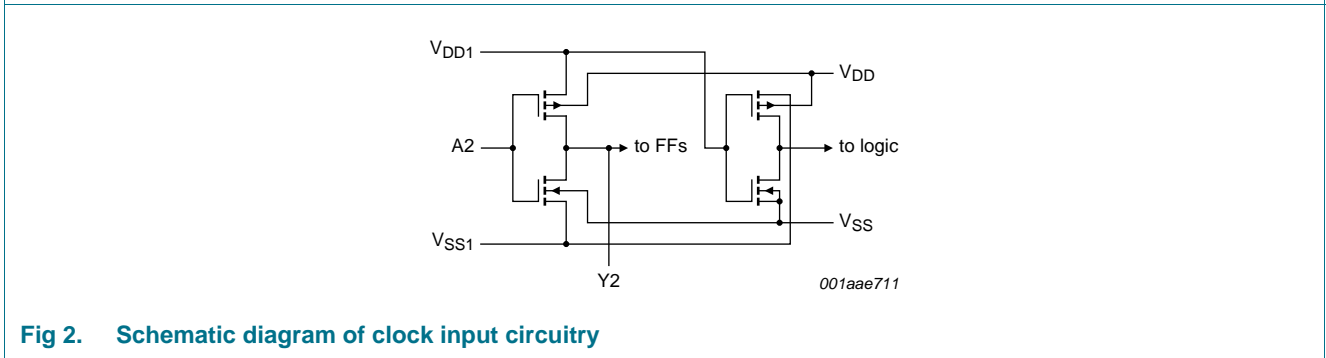 VDD1
VDD
A2
to FFs
to logic
VSS
VSS1
Y2
001aae711
Fig 2. Schematic diagram of clock input circuitry